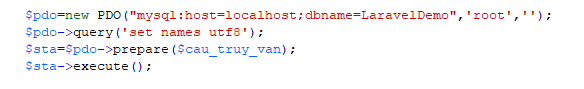 $pdo=new PDO("mysql:host=localhost;dbname=LaravelDemo",'root','');
$pdo->query('set names utf8');
$sta=$pdo->prepare($cau_truy_van);
$sta->execute();